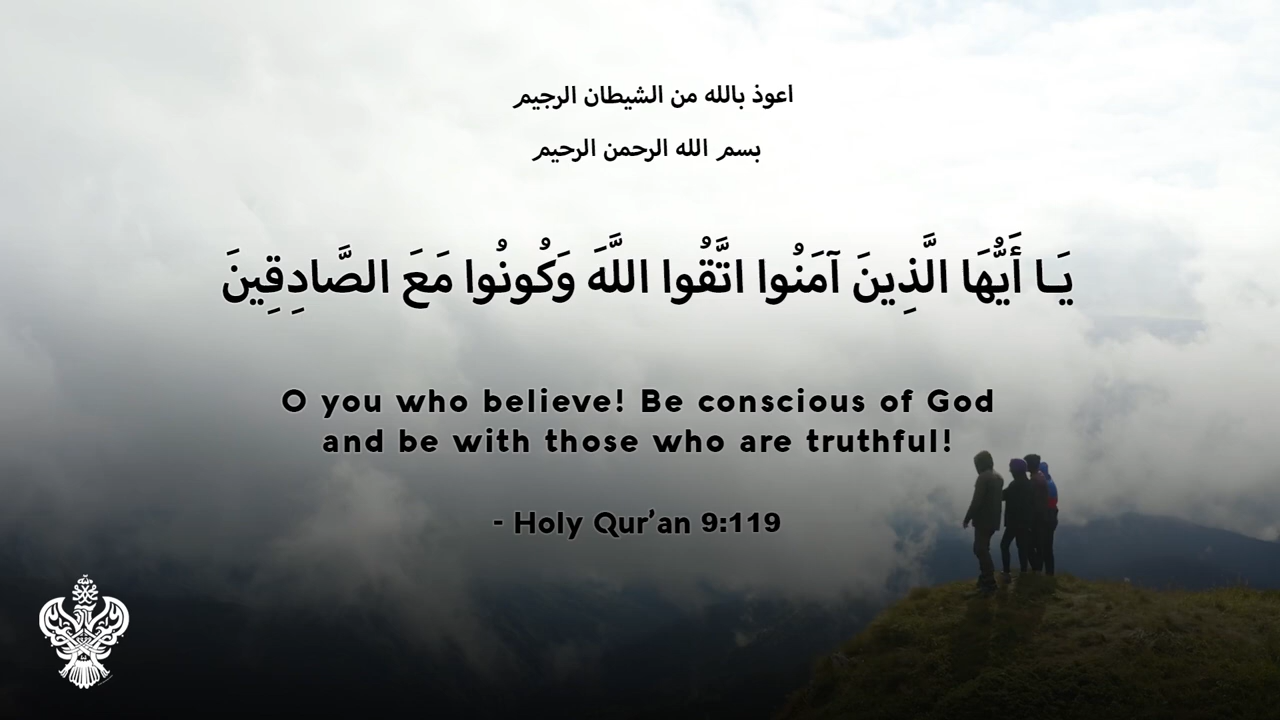 اعوذ بالله من الشيطان الرجيم
بسم الله الرحمن الرحيم
يَا أَيُّهَا الَّذِينَ آمَنُوا اتَّقُوا اللَّهَ وَكُونُوا مَعَ الصَّادِقِينَ
O you who believe! Be conscious of God
and be with those who are truthful!
- Holy Qur’an 9:119